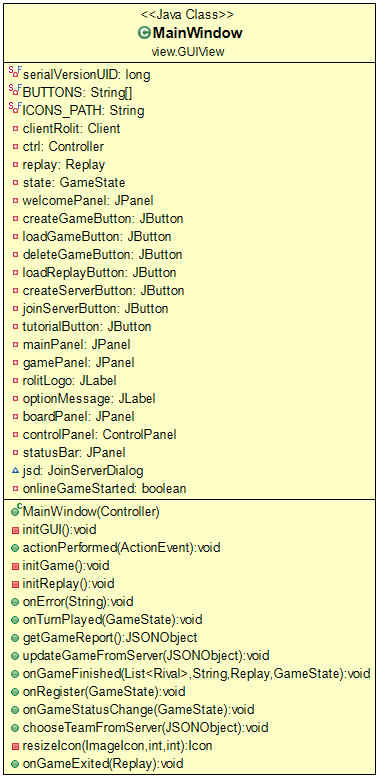 <<Java Class>>
MainWindow
view.GUIView
serialVersionUID: long
BUTTONS: String[]
ICONS_PATH: String
clientRolit: Client
ctrl: Controller
replay: Replay
state: GameState
welcomePanel: JPanel
createGameButton: JButton
loadGameButton: JButton
deleteGameButton: JButton
loadReplayButton: JButton
createServerButton: JButton
joinServerButton: JButton
tutorialButton: JButton
mainPanel: JPanel
gamePanel: JPanel
rolitLogo: JLabel
optionMessage: JLabel
boardPanel: JPanel
controlPanel: ControlPanel
statusBar: JPanel
jsd: JoinServerDialog
onlineGameStarted: boolean
MainWindow(Controller)
initGUI():void
actionPerformed(ActionEvent):void
initGame():void
initReplay():void
onError(String):void
onTurnPlayed(GameState):void
getGameReport():JSONObject
updateGameFromServer(JSONObject):void
onGameFinished(List<Rival>,String,Replay,GameState):void
onRegister(GameState):void
onGameStatusChange(GameState):void
chooseTeamFromServer(JSONObject):void
resizeIcon(ImageIcon,int,int):Icon
onGameExited(Replay):void